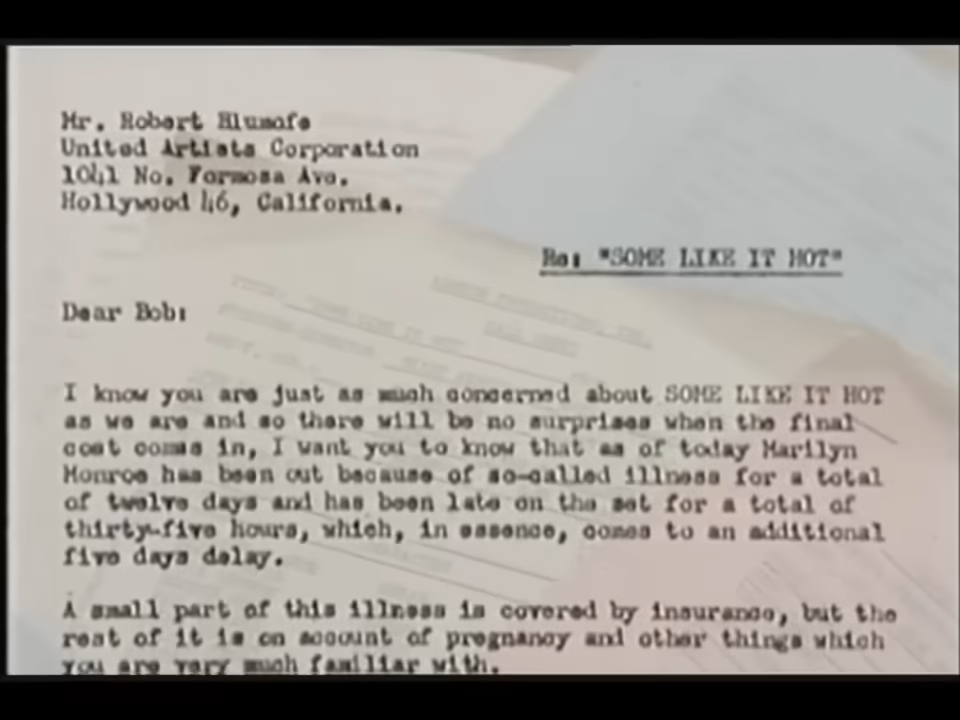 Mr. Robert Blumofe
United Artists Corporation
1041 No. Formosa Ave.
Hollywood 46, California.
Re: "SOME LIKE IT HOT"
Dear Bob:
I know you are just as much concerned about SOME LIKE IT HOT
as we are and so there will be no surprises when the final
cost comes in, I want you to know that as of today Marilyn
Monroe has been out because of so-called illness for a total
of twelve days and has been late on the set for a total of
thirty-five hours, which, in essence, comes to an additional
five days delay.
A small part of this illness is covered by insurance, but the
rest of it is on account of pregnancy and other things which
you are very much familiar with.